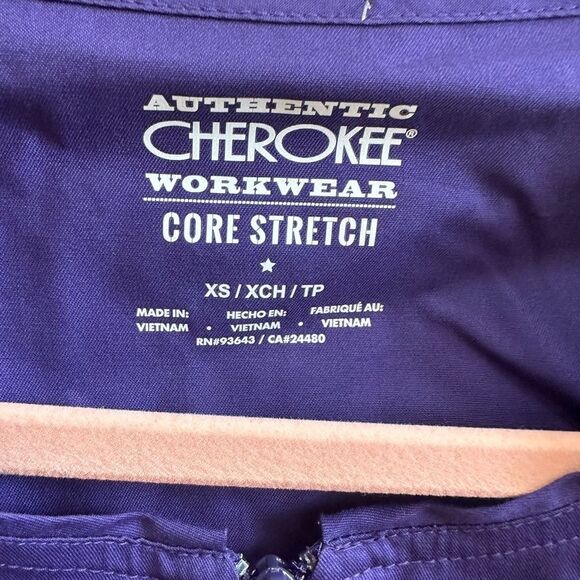 AUTHENTIC
CHEROKEE®
WORKWEAR
CORE STRETCH
XS / XCH / TP
MADE IN: HECHO EN: FABRIQUÉ AU:
VIETNAM • VIETNAM • VIETNAM
RN#93643 / CA#24480